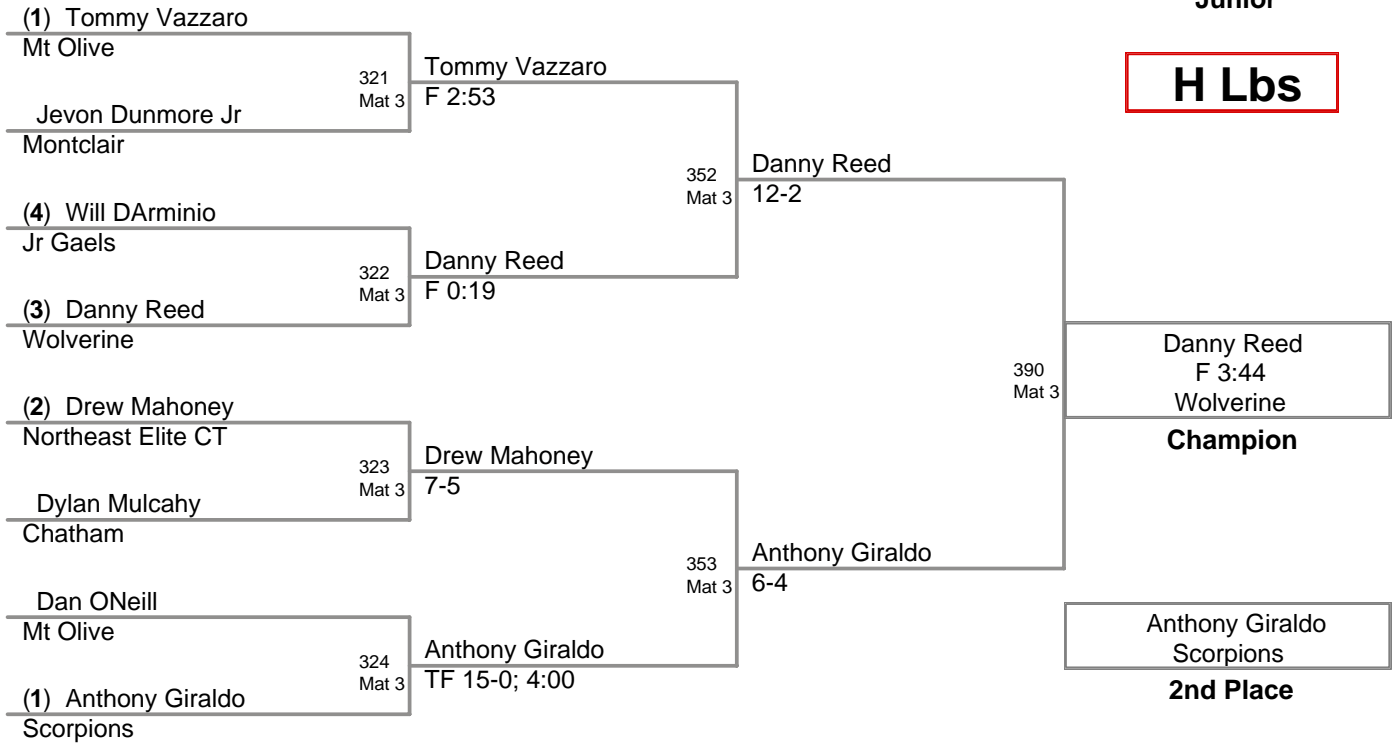 Junior
H Lbs
(1) Tommy Vazzaro
Mt Olive
321
Mat 3
Jevon Dunmore Jr
Montclair
Tommy Vazzaro
F 2:53
(4) Will DArminio
Jr Gaels
322
Mat 3
(3) Danny Reed
Wolverine
Danny Reed
F 0:19
352
Mat 3
Danny Reed
12-2
(2) Drew Mahoney
Northeast Elite CT
323
Mat 3
Dylan Mulcahy
Chatham
Drew Mahoney
7-5
Dan ONeill
Mt Olive
324
Mat 3
(1) Anthony Giraldo
Scorpions
Anthony Giraldo
TF 15-0; 4:00
353
Mat 3
Anthony Giraldo
6-4
390
Mat 3
Danny Reed
F 3:44
Wolverine
Champion
Anthony Giraldo
Scorpions
2nd Place